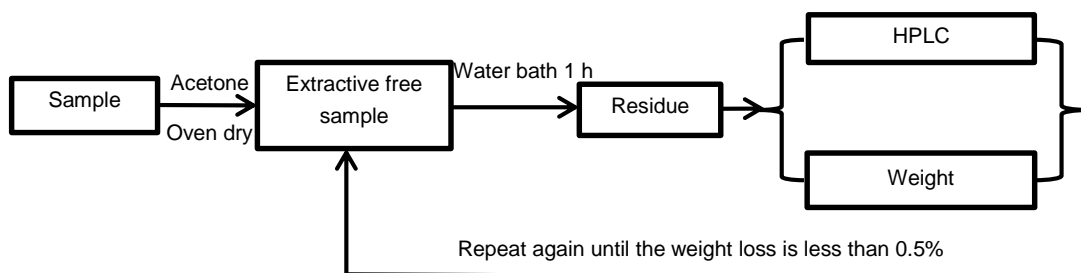 Sample
Acetone
Oven dry
Extractive free
sample
Water bath 1 h
Residue
HPLC
Weight
Repeat again until the weight loss is less than 0.5%